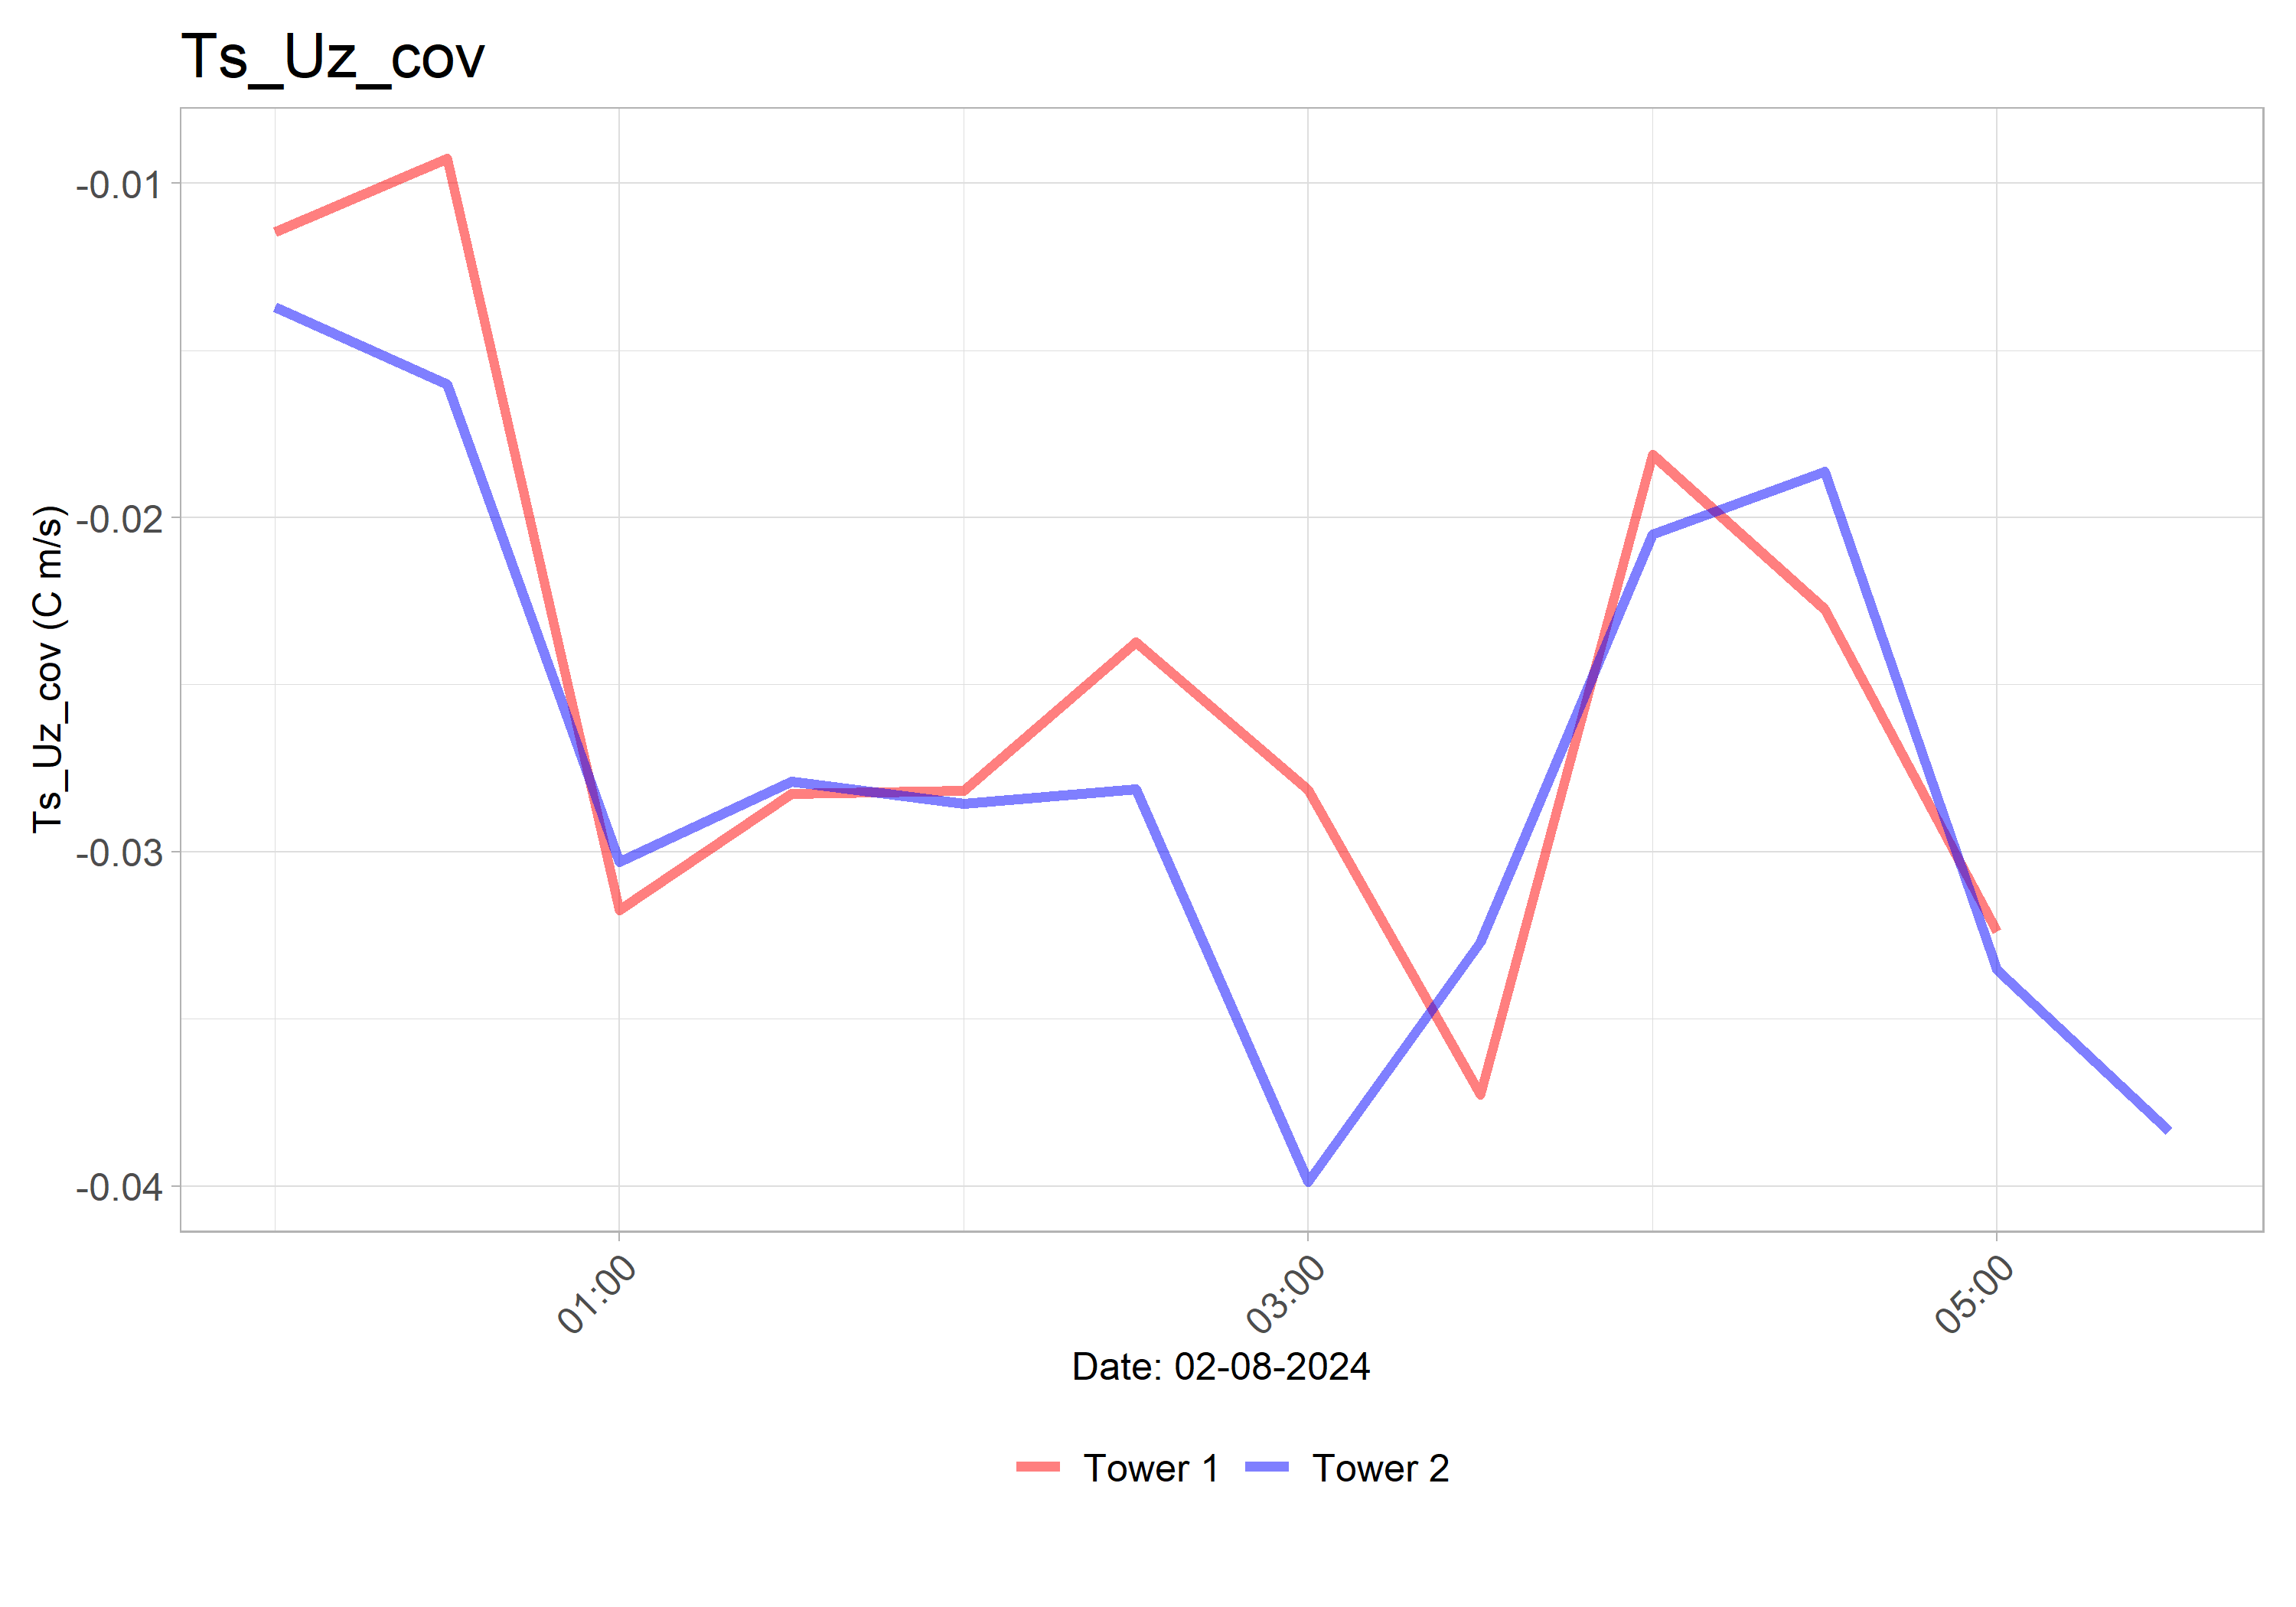 Ts_Uz_cov
Ts_Uz_cov (C m/s)
-0.01
-0.02
-0.03
-0.04
01:00
03:00
05:00
Date: 02-08-2024
Tower 1
Tower 2